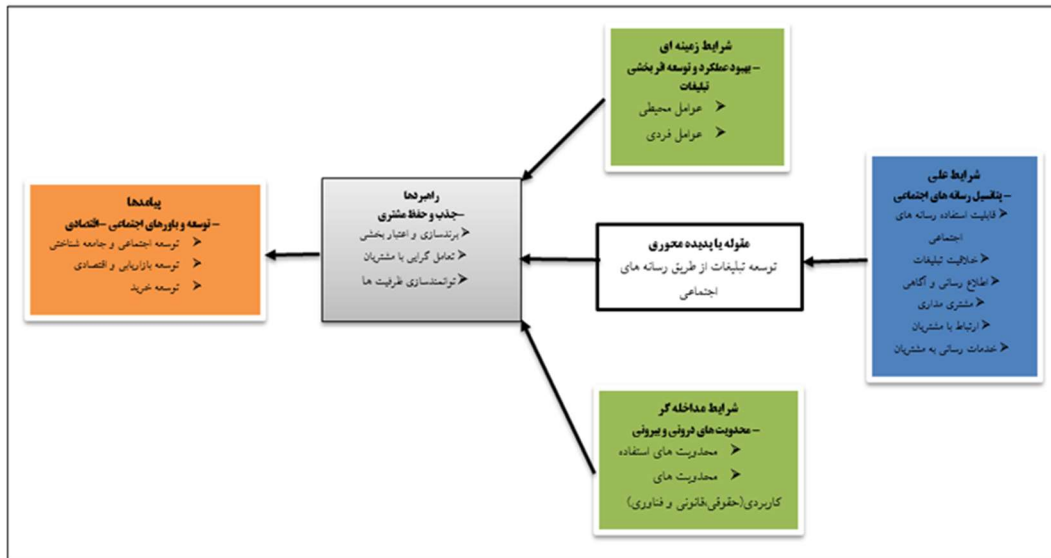 شرایط زمینه ای
- بهبود عملکرد و توسعه اثربخشی
تبلیغات
عوامل محیطی
عوامل فردی
شرایط علی
- پتانسیل رسانه های اجتماعی
قابلیت استفاده رسانه های
اجتماعی
خلاقیت تبلیغات
اطلاع رسانی و آگاهی
مشتری مداری
ارتباط با مشتریان
خدمات رسانی به مشتریان
مقوله یا پدیده محوری
توسعه تبلیغات از طریق رسانه های
اجتماعی
راهبردها
-جذب و حفظ مشتری
برندسازی و اعتبار بخشی
تعامل گرایی با مشتریان
توانمندسازی ظرفیت ها
پیامدها
- توسعه و باورهای اجتماعی -اقتصادی
توسعه اجتماعی و جامعه شناختی
توسعه بازاریابی و اقتصادی
توسعه خرید
شرایط مداخله گر
- محدویت های درونی و بیرونی
محدویت های استفاده
محدویت های
کاربردی(حقوقی،قانونی و فناوری)